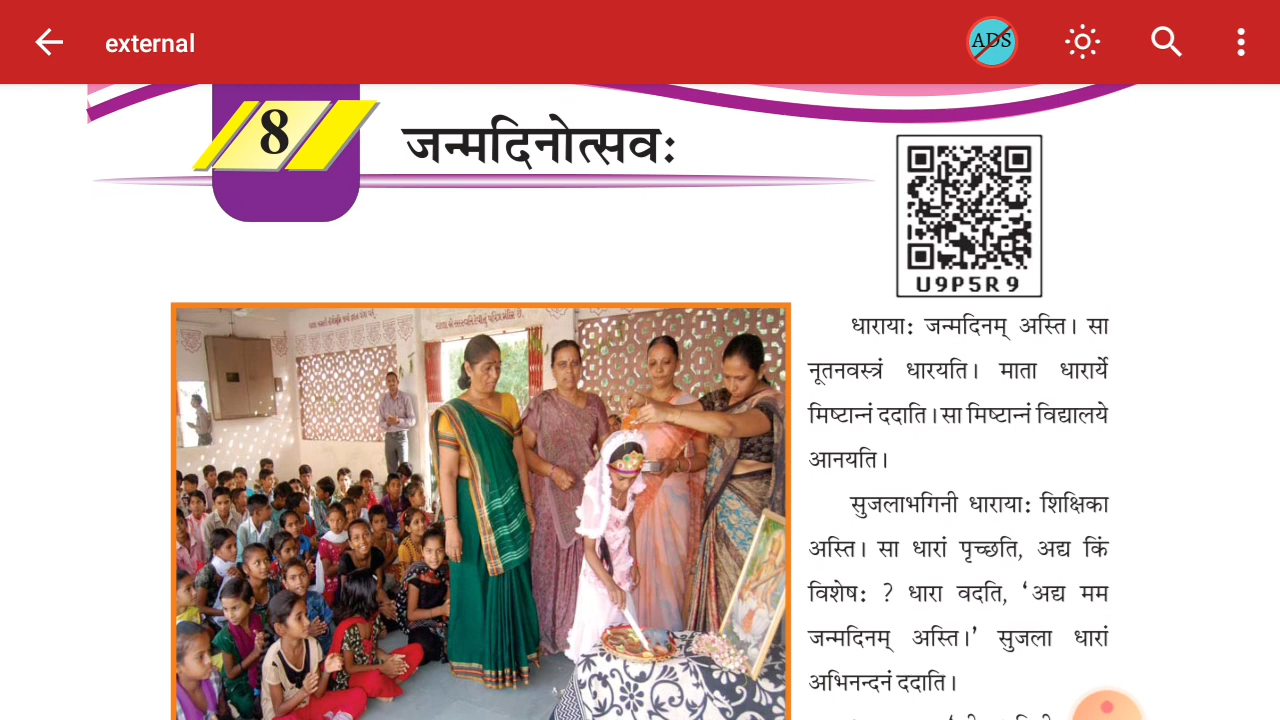 external
ADS
8
जन्मदिनोत्सवः
U9P5R9
धारायाः जन्मदिनम् अस्ति। सा
नूतनवस्त्रं धारयति। माता धारार्यै
मिष्टान्नं ददाति। सा मिष्टान्नं विद्यालये
आनयति।
सुजलाभगिनी धारायाः शिक्षिका
अस्ति। सा धारां पृच्छति, अद्य किं
विशेषः ? धारा वदति, ‘अद्य मम
जन्मदिनम् अस्ति।’ सुजला धारां
अभिनन्दनं ददाति।